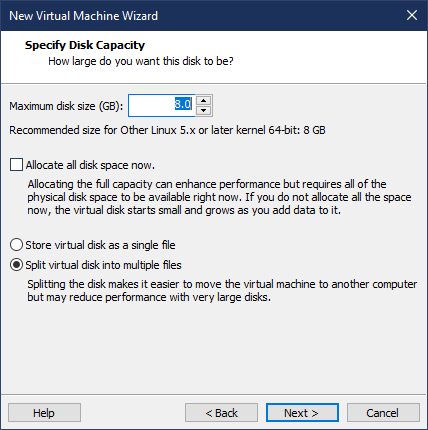 New Virtual Machine Wizard
Specify Disk Capacity
How large do you want this disk to be?
Maximum disk size (GB): 8.0
Recommended size for Other Linux 5.x or later kernel 64-bit: 8 GB
Allocate all disk space now.
Allocating the full capacity can enhance performance but requires all of the
physical disk space to be available right now. If you do not allocate all the space
now, the virtual disk starts small and grows as you add data to it.
Store virtual disk as a single file
Split virtual disk into multiple files
Splitting the disk makes it easier to move the virtual machine to another computer
but may reduce performance with very large disks.
Help < Back Next > Cancel